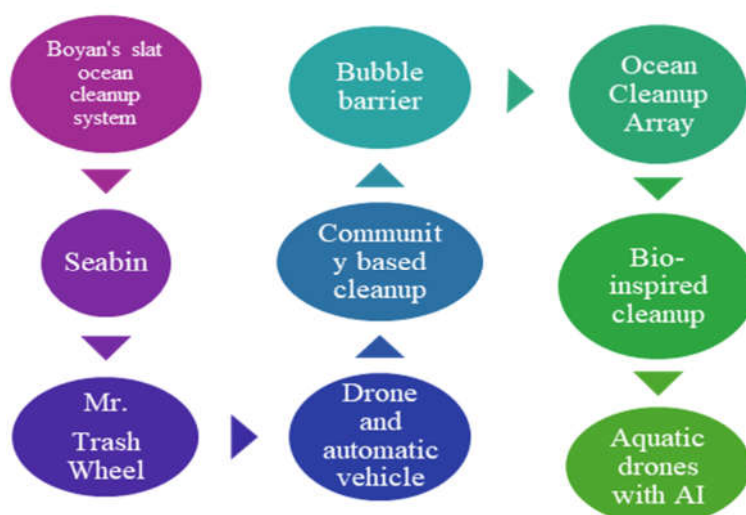 Boyan's slat
ocean
cleanup
system
Seabin
Mr.
Trash
Wheel
Drone
and
automatic
vehicle
Communit
y based
cleanup
Bubble
barrier
Ocean
Cleanup
Array
Bio-
inspired
cleanup
Aquatic
drones
with AI